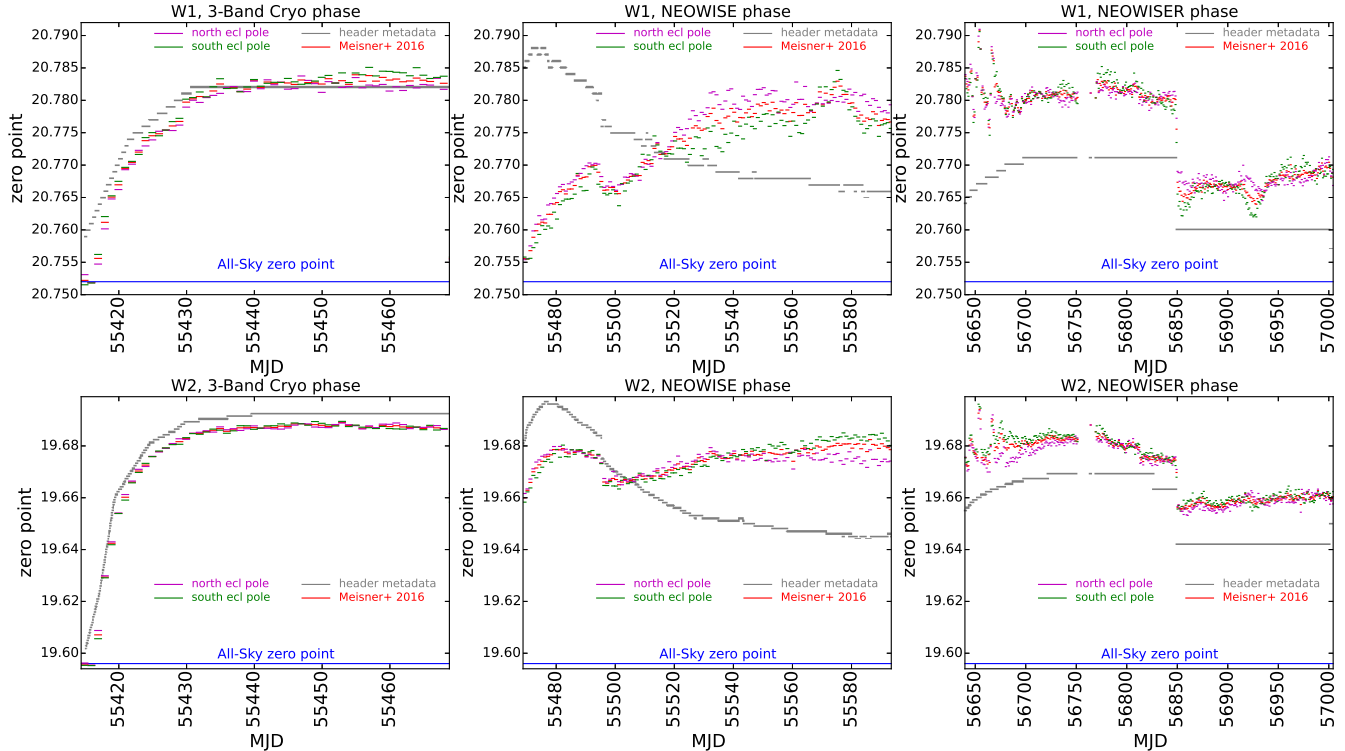 W1, 3-Band Cryo phase
20.790
20.785
20.780
20.775
20.770
20.765
20.760
20.755
20.750
zero point
north ecl pole
south ecl pole
header metadata
Meisner+ 2016
All-Sky zero point
55420
55430
55440
55450
55460
MJD
W1, NEOWISE phase
20.790
20.785
20.780
20.775
20.770
20.765
20.760
20.755
20.750
zero point
north ecl pole
south ecl pole
header metadata
Meisner+ 2016
All-Sky zero point
55480
55500
55520
55540
55560
55580
MJD
W1, NEOWISER phase
20.790
20.785
20.780
20.775
20.770
20.765
20.760
20.755
20.750
zero point
north ecl pole
south ecl pole
header metadata
Meisner+ 2016
All-Sky zero point
56650
56700
56750
56800
56850
56900
56950
57000
MJD
W2, 3-Band Cryo phase
19.68
19.66
19.64
19.62
19.60
zero point
north ecl pole
south ecl pole
header metadata
Meisner+ 2016
All-Sky zero point
55420
55430
55440
55450
55460
MJD
W2, NEOWISE phase
19.68
19.66
19.64
19.62
19.60
zero point
north ecl pole
south ecl pole
header metadata
Meisner+ 2016
All-Sky zero point
55480
55500
55520
55540
55560
55580
MJD
W2, NEOWISER phase
19.68
19.66
19.64
19.62
19.60
zero point
north ecl pole
south ecl pole
header metadata
Meisner+ 2016
All-Sky zero point
56650
56700
56750
56800
56850
56900
56950
57000
MJD